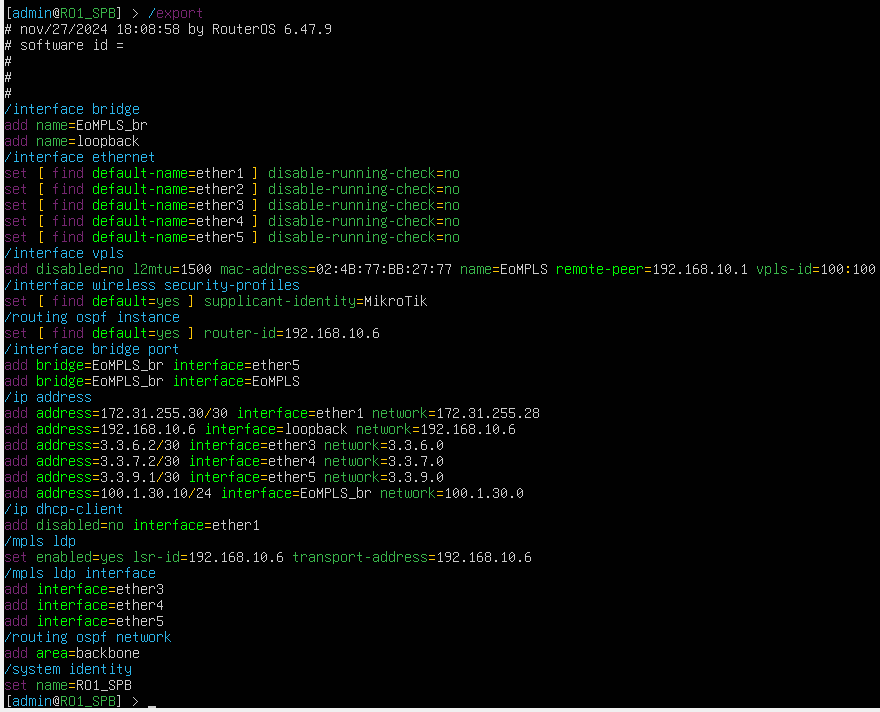 [admin@RO1_SPB] > /export
# nov/27/2024 18:08:58 by RouterOS 6.47.9
# software id =
#
#
#
/interface bridge
add name=EoMPLS_br
add name=loopback
/interface ethernet
set [ find default-name=ether1 ] disable-running-check=no
set [ find default-name=ether2 ] disable-running-check=no
set [ find default-name=ether3 ] disable-running-check=no
set [ find default-name=ether4 ] disable-running-check=no
set [ find default-name=ether5 ] disable-running-check=no
/interface vpls
add disabled=no l2mtu=1500 mac-address=02:4B:77:BB:27:77 name=EoMPLS remote-peer=192.168.10.1 vpls-id=100:100
/interface wireless security-profiles
set [ find default=yes ] supplicant-identity=MikroTik
/routing ospf instance
set [ find default=yes ] router-id=192.168.10.6
/interface bridge port
add bridge=EoMPLS_br interface=ether5
add bridge=EoMPLS_br interface=EoMPLS
/ip address
add address=172.31.255.30/30 interface=ether1 network=172.31.255.28
add address=192.168.10.6 interface=loopback network=192.168.10.6
add address=3.3.6.2/30 interface=ether3 network=3.3.6.0
add address=3.3.7.2/30 interface=ether4 network=3.3.7.0
add address=3.3.9.1/30 interface=ether5 network=3.3.9.0
add address=100.1.30.10/24 interface=EoMPLS_br network=100.1.30.0
/ip dhcp-client
add disabled=no interface=ether1
/mpls ldp
set enabled=yes lsr-id=192.168.10.6 transport-address=192.168.10.6
/mpls ldp interface
add interface=ether3
add interface=ether4
add interface=ether5
/routing ospf network
add area=backbone
/system identity
set name=RO1_SPB
[admin@RO1_SPB] > _